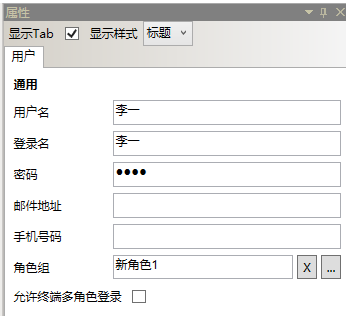 属性
显示Tab 显示样式 标题
用户
通用
用户名 李一
登录名 李一
密码 ●●●●
邮件地址
手机号码
角色组 新角色1 X ...
允许终端多角色登录